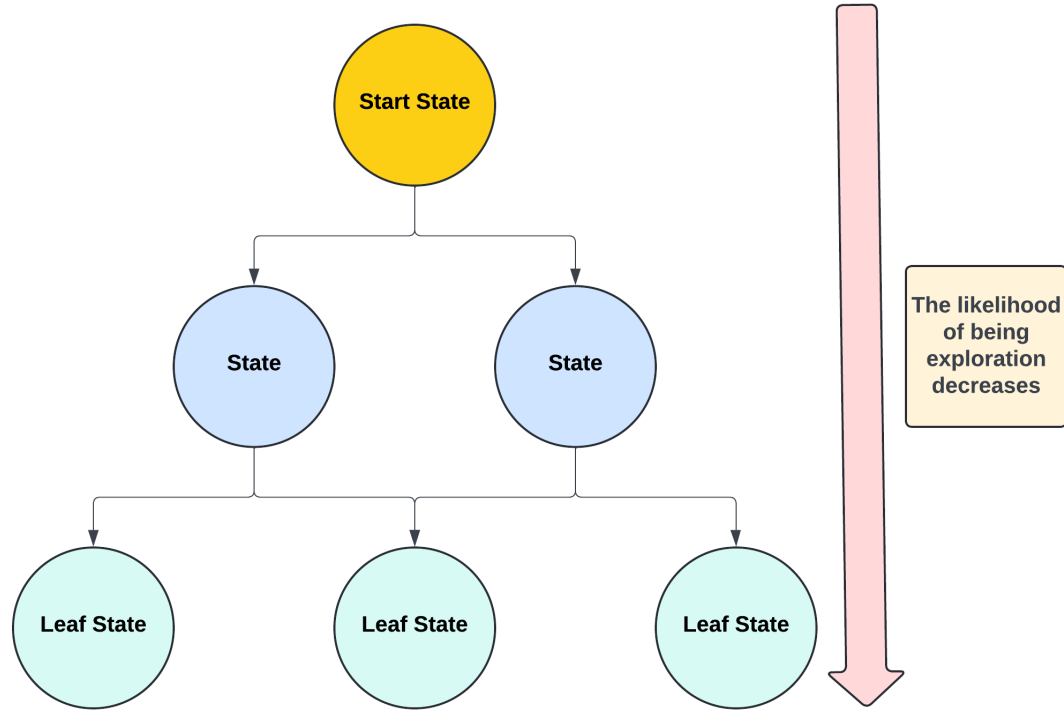 Start State
State
State
The likelihood
of being
exploration
decreases
Leaf State
Leaf State
Leaf State